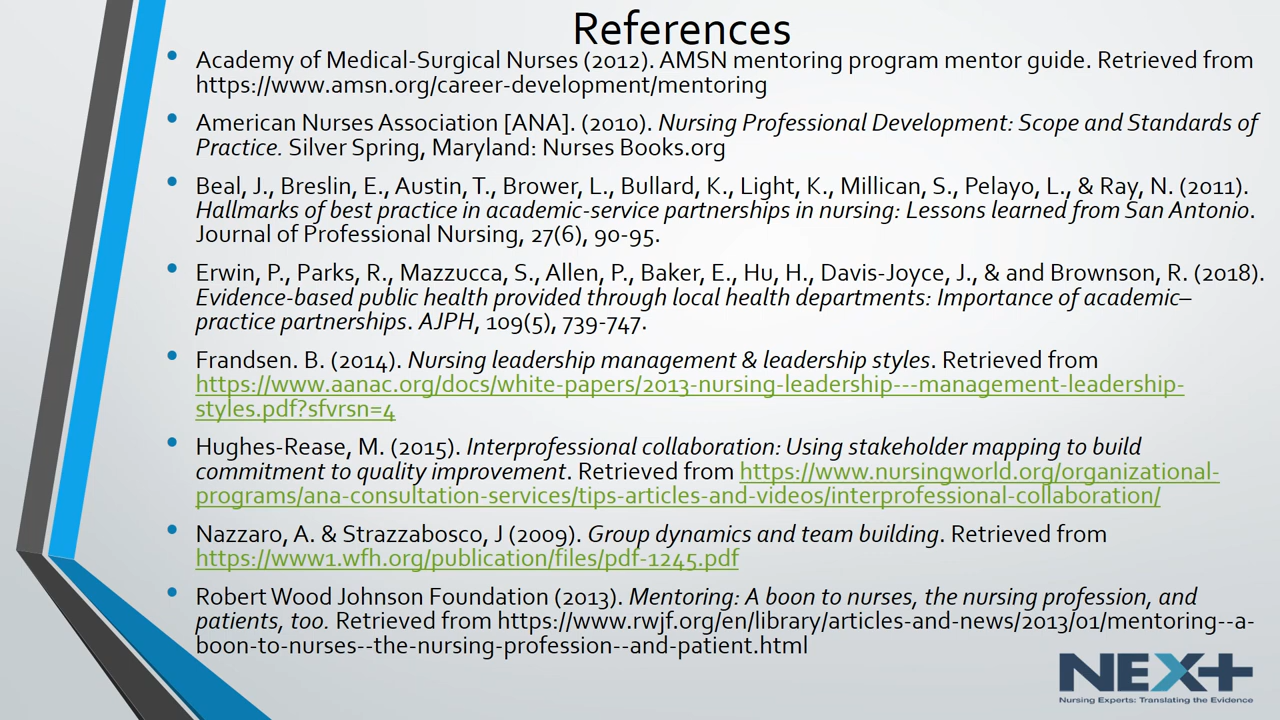 References
Academy of Medical-Surgical Nurses (2012). AMSN mentoring program mentor guide. Retrieved from
https://www.amsn.org/career-development/mentoring
American Nurses Association [ANA]. (2010). Nursing Professional Development: Scope and Standards of
Practice. Silver Spring, Maryland: Nurses Books.org
Beal, J., Breslin, E., Austin, T., Brower, L., Bullard, K., Light, K., Millican, S., Pelayo, L., & Ray, N. (2011).
Hallmarks of best practice in academic-service partnerships in nursing: Lessons learned from San Antonio.
Journal of Professional Nursing, 27(6), 90-95.
Erwin, P., Parks, R., Mazzucca, S., Allen, P., Baker, E., Hu, H., Davis-Joyce, J., & and Brownson, R. (2018).
Evidence-based public health provided through local health departments: Importance of academic–
practice partnerships. AJPH, 109(5), 739-747.
Frandsen. B. (2014). Nursing leadership management & leadership styles. Retrieved from
https://www.aanac.org/docs/white-papers/2013-nursing-leadership---management-leadership-
styles.pdf?sfvrsn=4
Hughes-Rease, M. (2015). Interprofessional collaboration: Using stakeholder mapping to build
commitment to quality improvement. Retrieved from https://www.nursingworld.org/organizational-
programs/ana-consultation-services/tips-articles-and-videos/interprofessional-collaboration/
Nazzaro, A. & Strazzabosco, J (2009). Group dynamics and team building. Retrieved from
https://www1.wfh.org/publication/files/pdf-1245.pdf
Robert Wood Johnson Foundation (2013). Mentoring: A boon to nurses, the nursing profession, and
patients, too. Retrieved from https://www.rwjf.org/en/library/articles-and-news/2013/01/mentoring--a-
boon-to-nurses--the-nursing-profession--and-patient.html
NEXT
Nursing Experts: Translating the Evidence